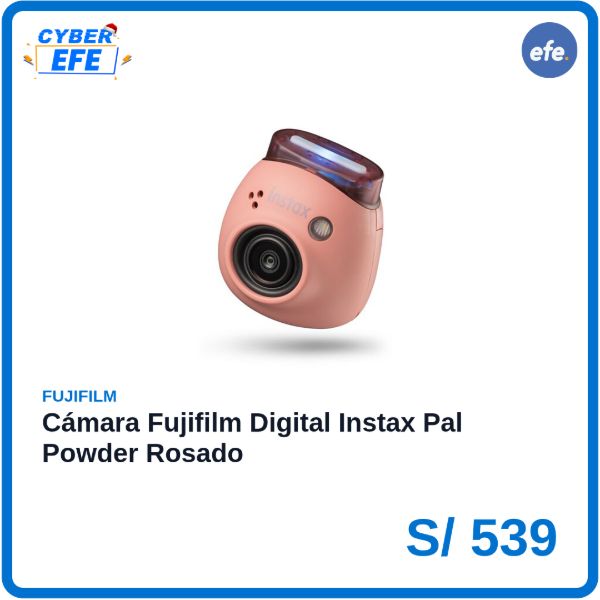 CYBER
EFE
efe.
instax
FUJIFILM
Cámara Fujifilm Digital Instax Pal
Powder Rosado
S/ 539